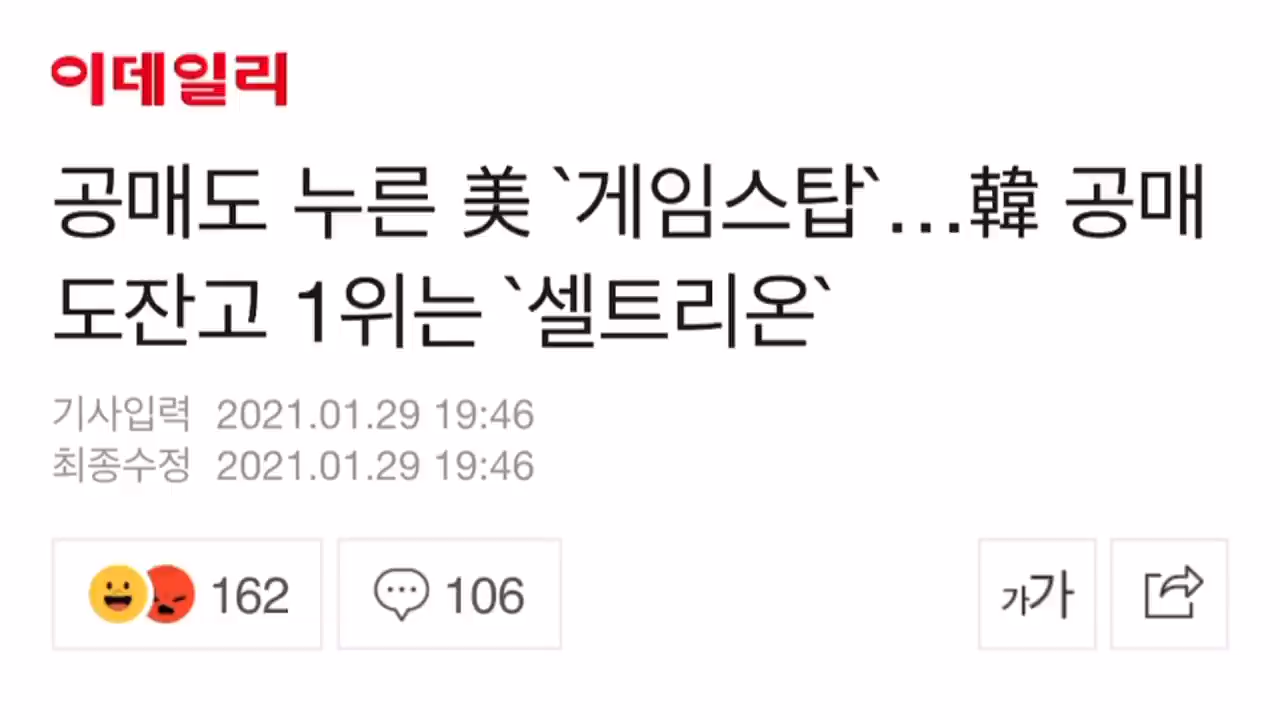 이데일리
공매도 누른 美 `게임스탑`...韓 공매
도잔고 1위는 `셀트리온`
기사입력 2021.01.29 19:46
최종수정 2021.01.29 19:46
162 106 가가